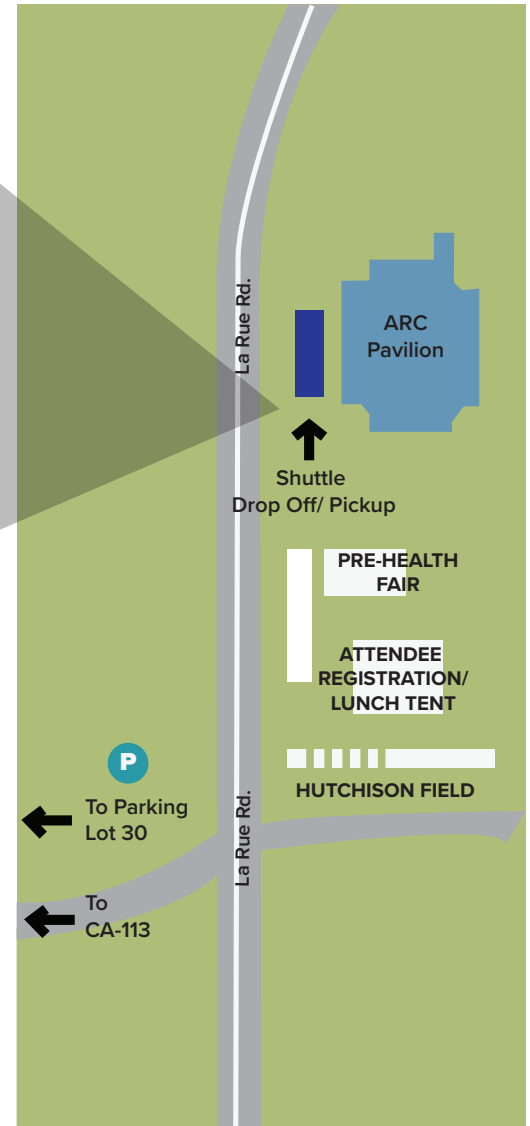 La Rue Rd.
ARC
Pavilion
Shuttle
Drop Off/ Pickup
PRE-HEALTH
FAIR
ATTENDEE
REGISTRATION/
LUNCH TENT
P
To Parking
Lot 30
La Rue Rd.
HUTCHISON FIELD
To
CA-113